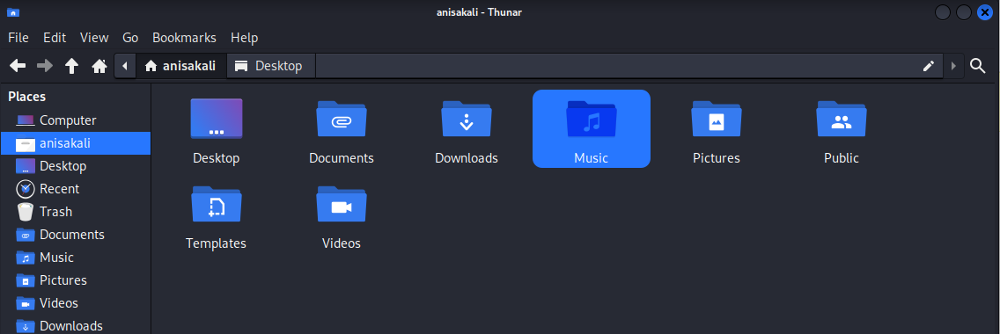 anisakali - Thunar
File Edit View Go Bookmarks Help
anisakali Desktop
Places
Computer
anisakali
Desktop
Recent
Trash
Documents
Music
Pictures
Videos
Downloads
Desktop Documents Downloads Music Pictures Public
Templates Videos